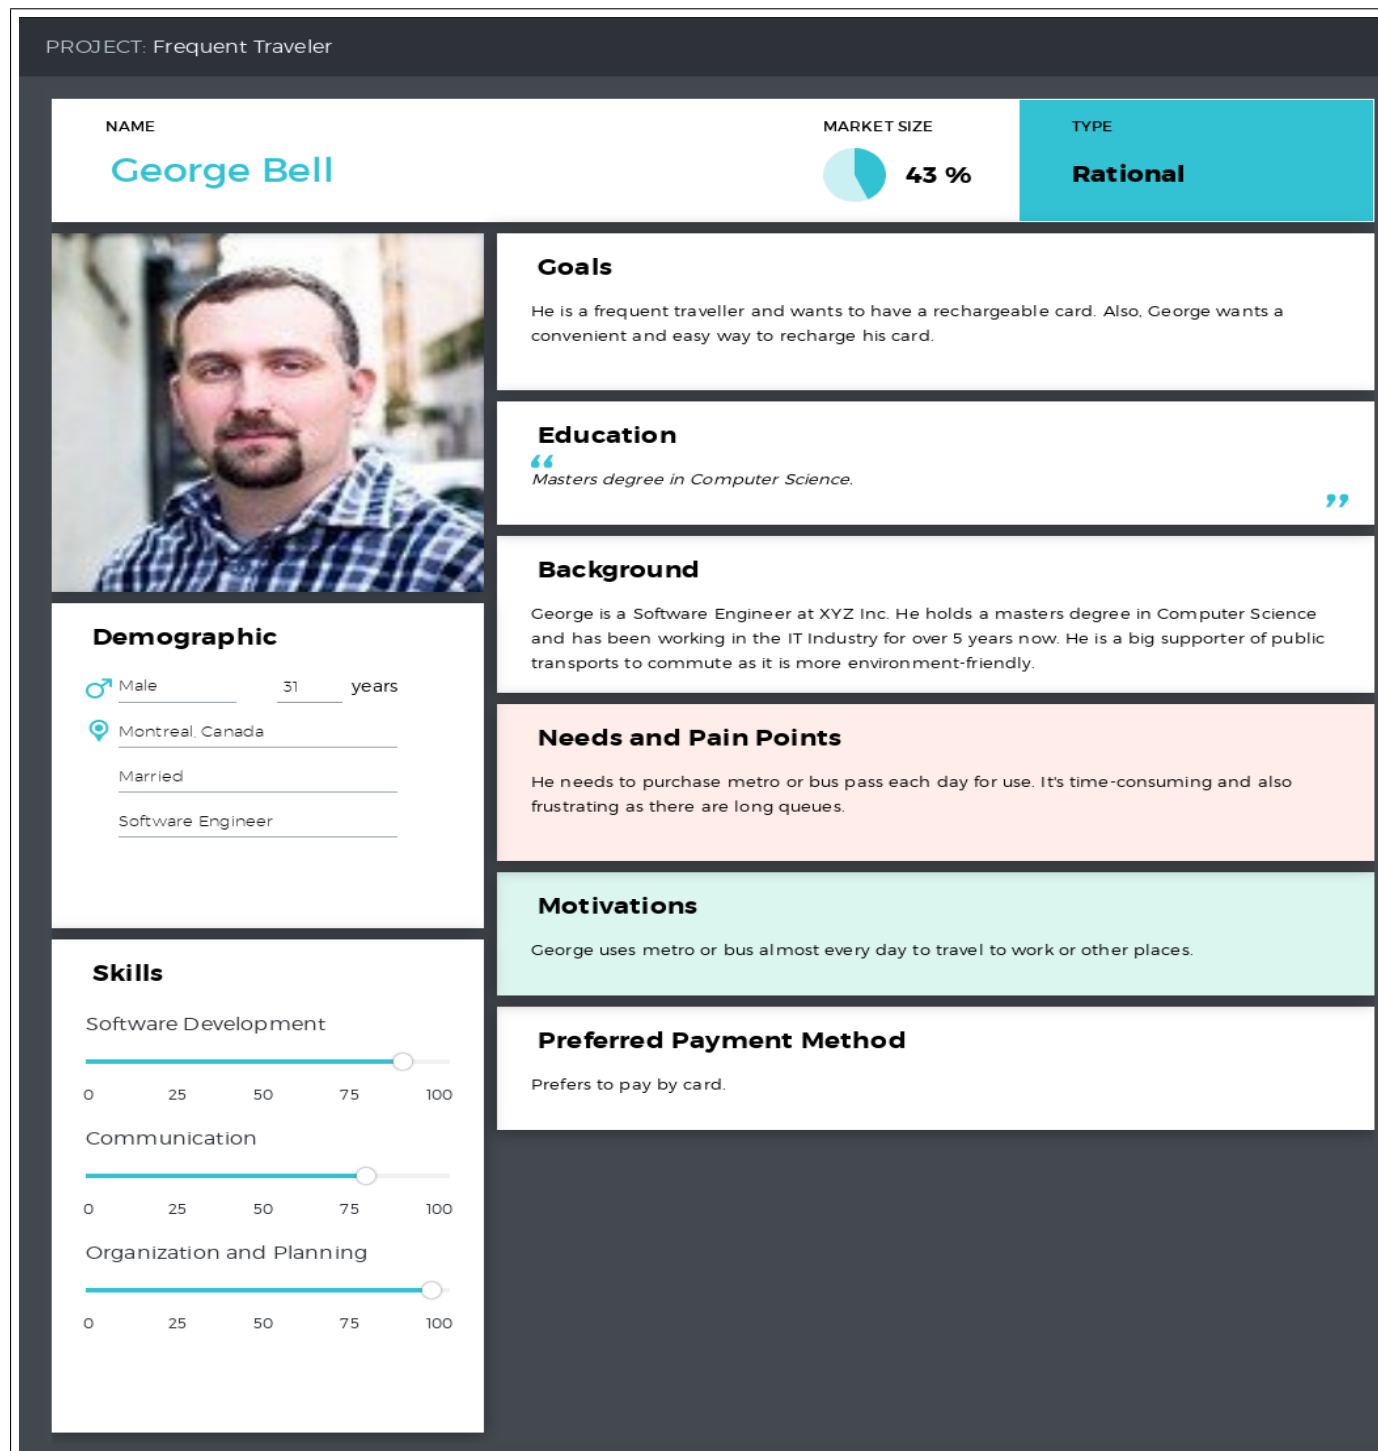 PROJECT: Frequent Traveler
NAME
George Bell
MARKET SIZE
43 %
TYPE
Rational
Demographic
Male 31 years
Montreal, Canada
Married
Software Engineer
Skills
Software Development
0 25 50 75 100
Communication
0 25 50 75 100
Organization and Planning
0 25 50 75 100
Goals
He is a frequent traveller and wants to have a rechargeable card. Also, George wants a
convenient and easy way to recharge his card.
Education
“
Masters degree in Computer Science.
”
Background
George is a Software Engineer at XYZ Inc. He holds a masters degree in Computer Science
and has been working in the IT Industry for over 5 years now. He is a big supporter of public
transports to commute as it is more environment-friendly.
Needs and Pain Points
He needs to purchase metro or bus pass each day for use. It's time-consuming and also
frustrating as there are long queues.
Motivations
George uses metro or bus almost every day to travel to work or other places.
Preferred Payment Method
Prefers to pay by card.